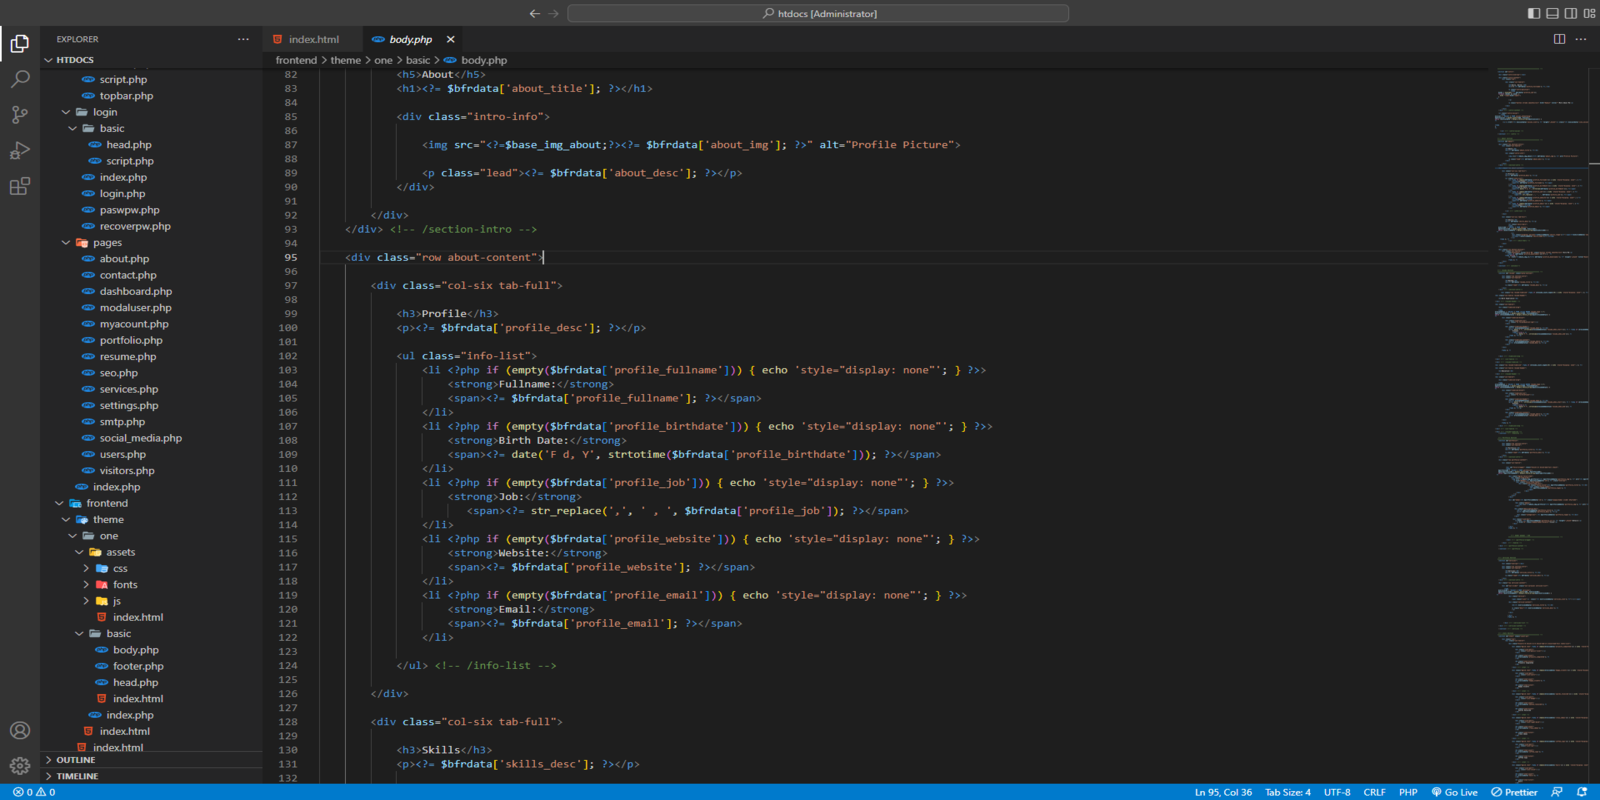 htdocs [Administrator]
EXPLORER
index.html
body.php
HTDOCS
frontend > theme > one > basic > body.php
script.php
topbar.php
login
basic
head.php
script.php
index.php
login.php
paswpw.php
recoverpw.php
pages
about.php
contact.php
dashboard.php
modaluser.php
myacount.php
portfolio.php
resume.php
seo.php
services.php
settings.php
smtp.php
social_media.php
users.php
visitors.php
index.php
frontend
theme
one
assets
css
fonts
js
index.html
basic
body.php
footer.php
head.php
index.html
index.php
index.html
index.html
OUTLINE
TIMELINE
82 <h5>About</h5>
83 <h1><?= $bfrdata['about_title']; ?></h1>
84
85 <div class="intro-info">
86
87 <img src="<?=$base_img_about;?><?= $bfrdata['about_img']; ?>" alt="Profile Picture">
88
89 <p class="lead"><?= $bfrdata['about_desc']; ?></p>
90 </div>
91
92 </div>
93 </div> <!-- /section-intro -->
94
95 <div class="row about-content">
96
97 <div class="col-six tab-full">
98
99 <h3>Profile</h3>
100 <p><?= $bfrdata['profile_desc']; ?></p>
101
102 <ul class="info-list">
103 <li <?php if (empty($bfrdata['profile_fullname'])) { echo 'style="display: none"'; } ?>>
104 <strong>Fullname:</strong>
105 <span><?= $bfrdata['profile_fullname']; ?></span>
106 </li>
107 <li <?php if (empty($bfrdata['profile_birthdate'])) { echo 'style="display: none"'; } ?>>
108 <strong>Birth Date:</strong>
109 <span><?= date('F d, Y', strtotime($bfrdata['profile_birthdate'])); ?></span>
110 </li>
111 <li <?php if (empty($bfrdata['profile_job'])) { echo 'style="display: none"'; } ?>>
112 <strong>Job:</strong>
113 <span><?= str_replace(',', ' , ', $bfrdata['profile_job']); ?></span>
114 </li>
115 <li <?php if (empty($bfrdata['profile_website'])) { echo 'style="display: none"'; } ?>>
116 <strong>Website:</strong>
117 <span><?= $bfrdata['profile_website']; ?></span>
118 </li>
119 <li <?php if (empty($bfrdata['profile_email'])) { echo 'style="display: none"'; } ?>>
120 <strong>Email:</strong>
121 <span><?= $bfrdata['profile_email']; ?></span>
122 </li>
123
124 </ul> <!-- /info-list -->
125
126 </div>
127
128 <div class="col-six tab-full">
129
130 <h3>Skills</h3>
131 <p><?= $bfrdata['skills_desc']; ?></p>
132
0 0
Ln 95, Col 36 Tab Size: 4 UTF-8 CRLF PHP Go Live Prettier